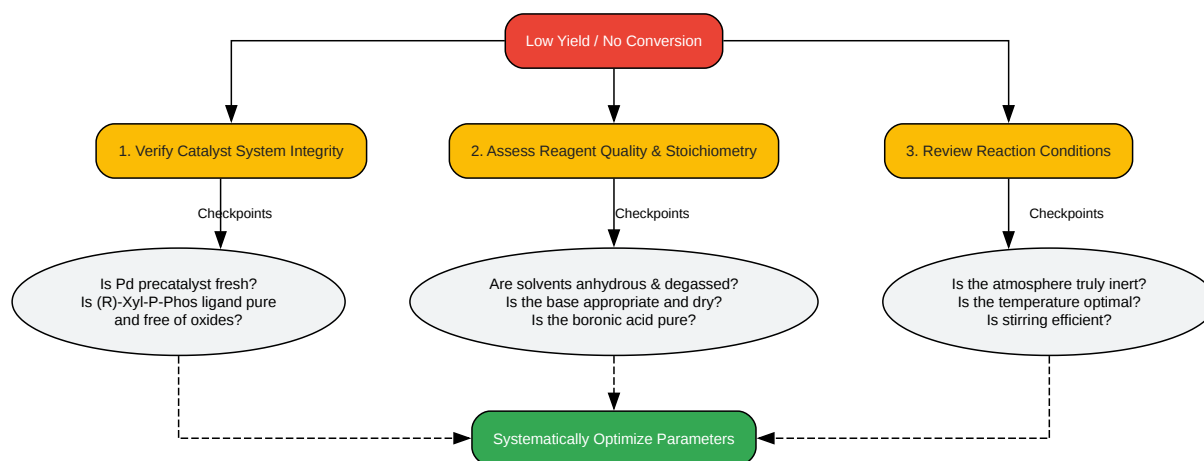 Low Yield / No Conversion
1. Verify Catalyst System Integrity
2. Assess Reagent Quality & Stoichiometry
3. Review Reaction Conditions
Checkpoints
Checkpoints
Checkpoints
Is Pd precatalyst fresh?
Is (R)-Xyl-P-Phos ligand pure
and free of oxides?
Are solvents anhydrous & degassed?
Is the base appropriate and dry?
Is the boronic acid pure?
Is the atmosphere truly inert?
Is the temperature optimal?
Is stirring efficient?
Systematically Optimize Parameters